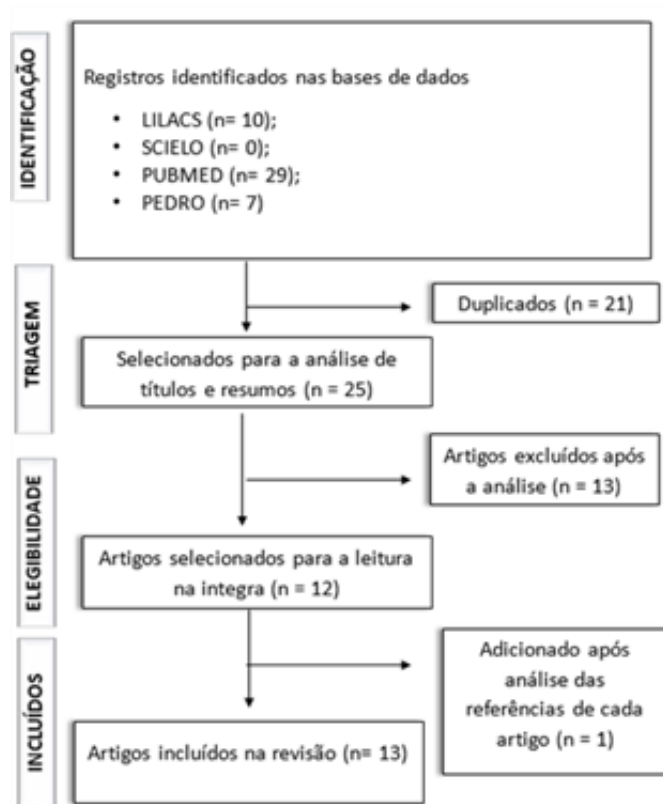 IDENTIFICAÇÃO
Registros identificados nas bases de dados
• LILACS (n= 10);
• SCIELO (n= 0);
• PUBMED (n= 29);
• PEDRO (n= 7)
TRIAGEM
Duplicados (n = 21)
Selecionados para a análise de
títulos e resumos (n = 25)
Artigos excluídos após
a análise (n = 13)
ELEGIBILIDADE
Artigos selecionados para a leitura
na integra (n = 12)
Adicionado após
análise das
referências de cada
artigo (n = 1)
INCLUÍDOS
Artigos incluídos na revisão (n= 13)